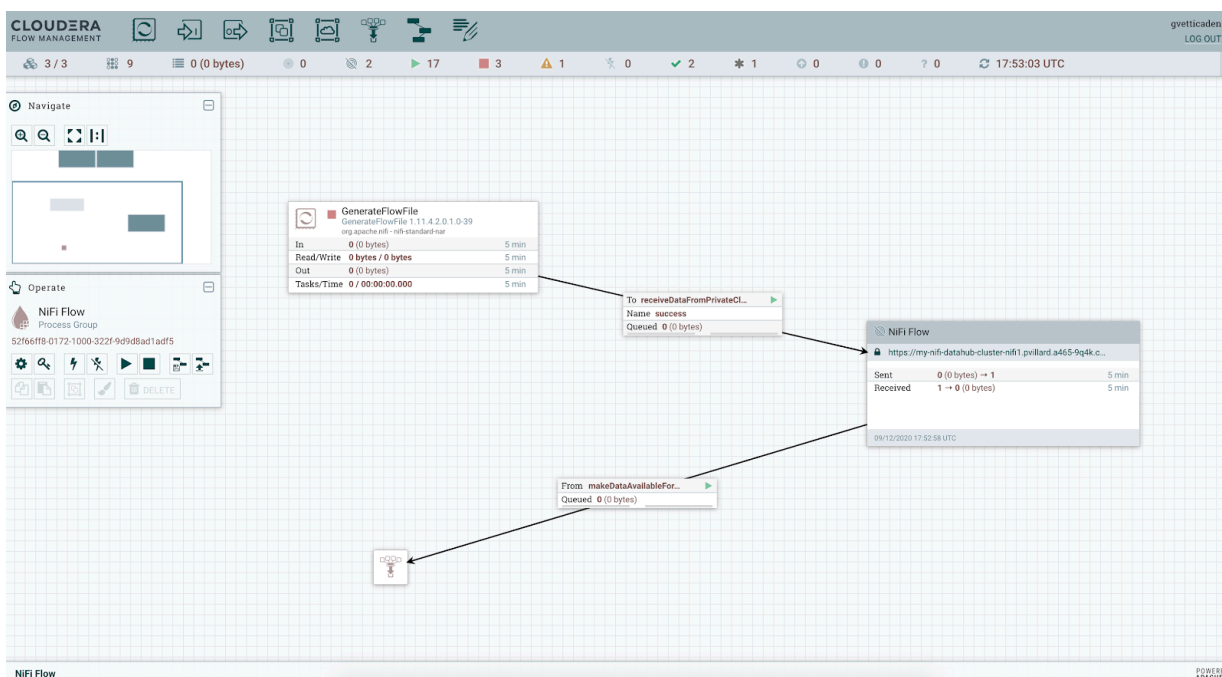 CLOUDERA
FLOW MANAGEMENT
gvetticaden
LOG OUT
3 / 3 9 0 (0 bytes) 0 2 17 3 1 0 2 1 0 0 ? 0 17:53:03 UTC
Navigate
GenerateFlowFile
GenerateFlowFile 1.11.4.2.0.1.0-39
org.apache.nifi - nifi-standard-nar
In 0 (0 bytes) 5 min
Read/Write 0 bytes / 0 bytes 5 min
Out 0 (0 bytes) 5 min
Tasks/Time 0 / 00:00:00.000 5 min
Operate
NiFi Flow
Process Group
52f66ff8-0172-1000-322f-9d9d8ad1adf5
DELETE
To receiveDataFromPrivateCl...
Name success
Queued 0 (0 bytes)
NiFi Flow
https://my-nifi-datahub-cluster-nifi1.pvillard.a465-9q4k.c...
Sent 0 (0 bytes) → 1 5 min
Received 1 → 0 (0 bytes) 5 min
09/12/2020 17:52:58 UTC
From makeDataAvailableFor...
Queued 0 (0 bytes)
NiFi Flow